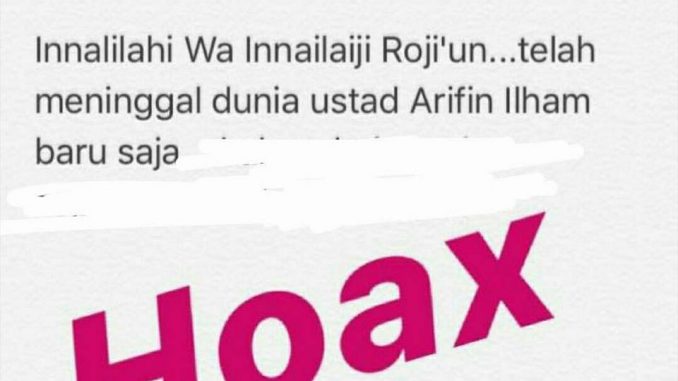 Innalilahi Wa Innailaiji Roji'un...telah
meninggal dunia ustad Arifin Ilham
baru saja
Hoax